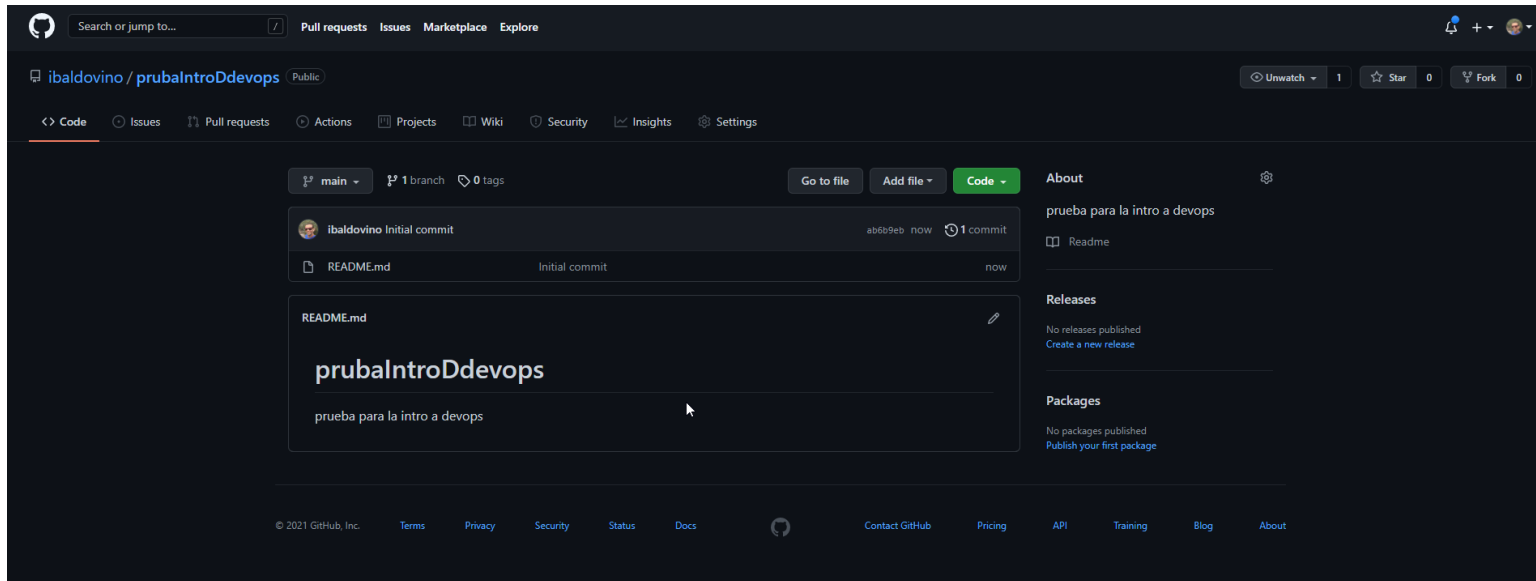 Search or jump to... /
Pull requests Issues Marketplace Explore
ibaldovino / prubaIntroDdevops Public
Unwatch 1 Star 0 Fork 0
Code Issues Pull requests Actions Projects Wiki Security Insights Settings
main 1 branch 0 tags
Go to file Add file Code
ibaldovino Initial commit ab6b9eb now 1 commit
README.md Initial commit now
README.md
prubaIntroDdevops
prueba para la intro a devops
About
prueba para la intro a devops
Readme
Releases
No releases published
Create a new release
Packages
No packages published
Publish your first package
© 2021 GitHub, Inc. Terms Privacy Security Status Docs Contact GitHub Pricing API Training Blog About